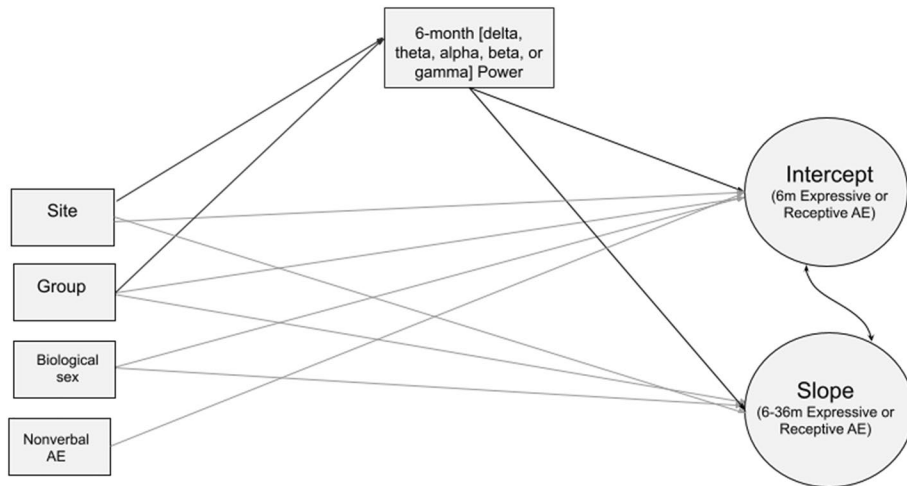 6-month [delta,
theta, alpha, beta, or
gamma] Power
Intercept
(6m Expressive or
Receptive AE)
Site
Group
Biological
sex
Nonverbal
AE
Slope
(6-36m Expressive or
Receptive AE)